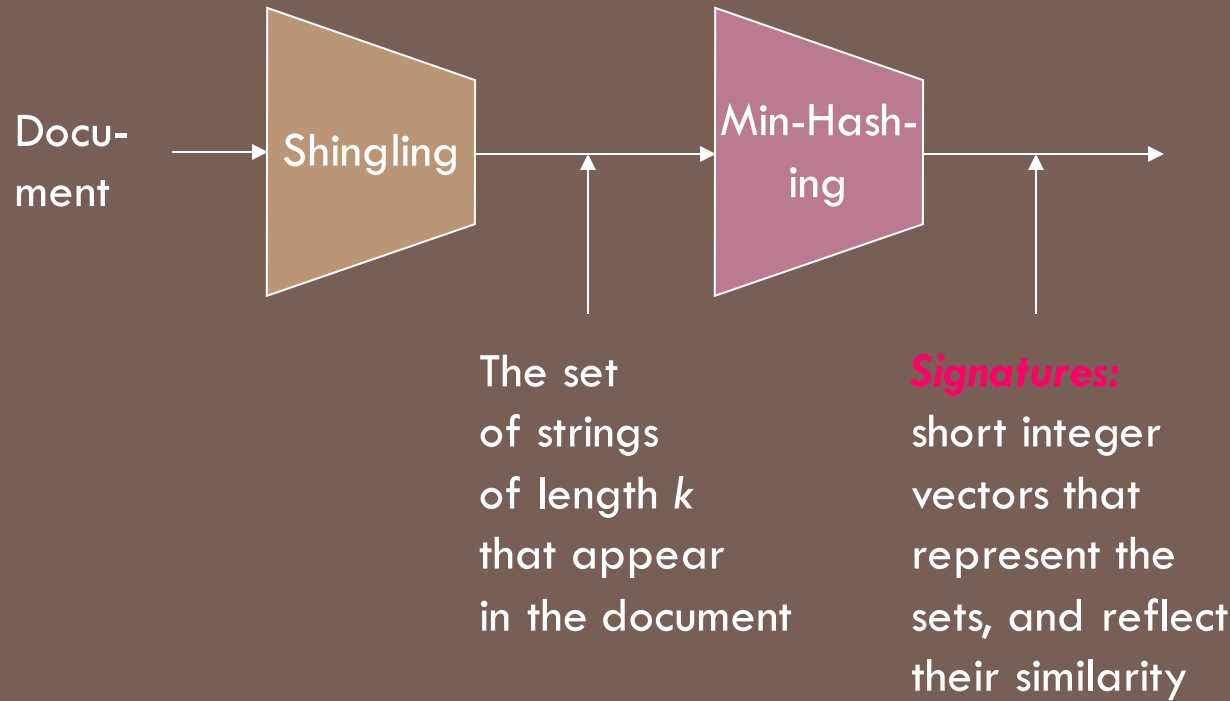 Docu-
ment
Shingling
Min-Hash-
ing
The set
of strings
of length k
that appear
in the document
Signatures:
short integer
vectors that
represent the
sets, and reflect
their similarity